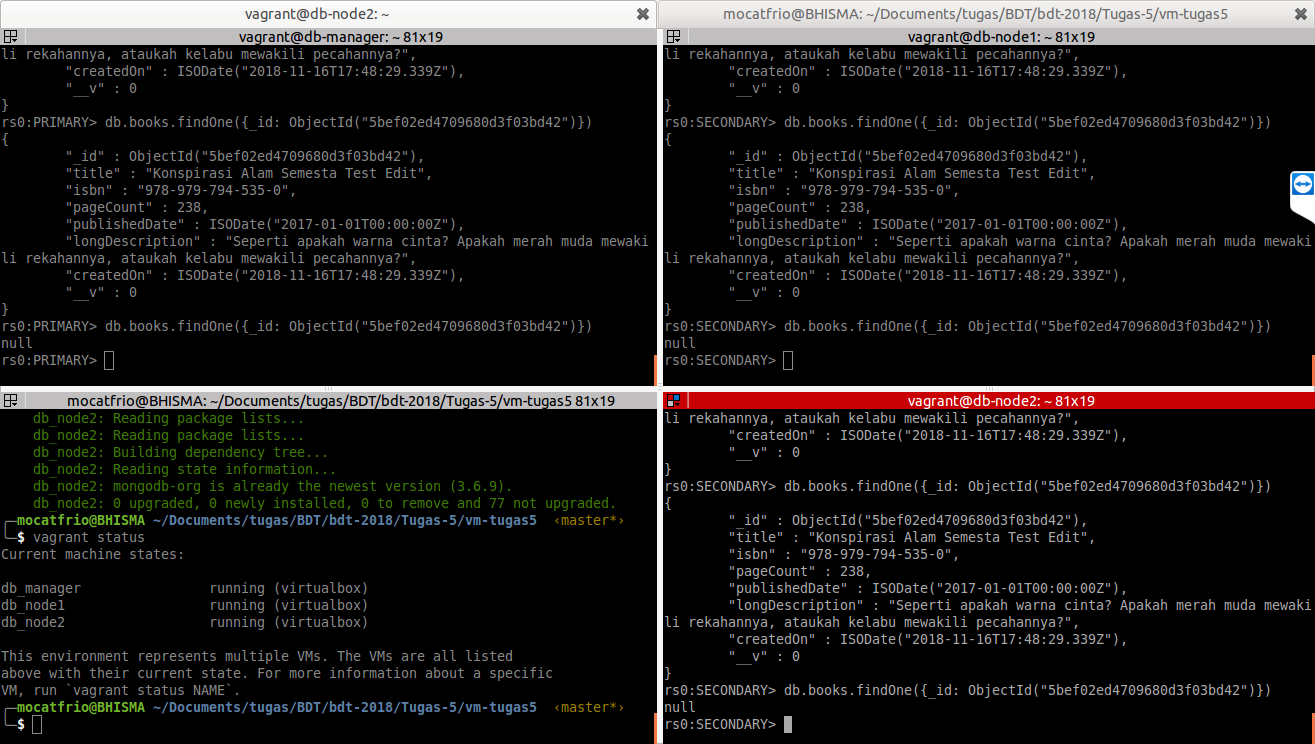 vagrant@db-node2: ~
vagrant@db-manager: ~ 81x19
li rekahannya, ataukah kelabu mewakili pecahannya?",
"createdOn" : ISODate("2018-11-16T17:48:29.339Z"),
"__v" : 0
}
rs0:PRIMARY> db.books.findOne({_id: ObjectId("5bef02ed4709680d3f03bd42")})
{
"_id" : ObjectId("5bef02ed4709680d3f03bd42"),
"title" : "Konspirasi Alam Semesta Test Edit",
"isbn" : "978-979-794-535-0",
"pageCount" : 238,
"publishedDate" : ISODate("2017-01-01T00:00:00Z"),
"longDescription" : "Seperti apakah warna cinta? Apakah merah muda mewaki
li rekahannya, ataukah kelabu mewakili pecahannya?",
"createdOn" : ISODate("2018-11-16T17:48:29.339Z"),
"__v" : 0
}
rs0:PRIMARY> db.books.findOne({_id: ObjectId("5bef02ed4709680d3f03bd42")})
null
rs0:PRIMARY>
mocatfrio@BHISMA: ~/Documents/tugas/BDT/bdt-2018/Tugas-5/vm-tugas5
vagrant@db-node1: ~ 81x19
li rekahannya, ataukah kelabu mewakili pecahannya?",
"createdOn" : ISODate("2018-11-16T17:48:29.339Z"),
"__v" : 0
}
rs0:SECONDARY> db.books.findOne({_id: ObjectId("5bef02ed4709680d3f03bd42")})
{
"_id" : ObjectId("5bef02ed4709680d3f03bd42"),
"title" : "Konspirasi Alam Semesta Test Edit",
"isbn" : "978-979-794-535-0",
"pageCount" : 238,
"publishedDate" : ISODate("2017-01-01T00:00:00Z"),
"longDescription" : "Seperti apakah warna cinta? Apakah merah muda mewaki
li rekahannya, ataukah kelabu mewakili pecahannya?",
"createdOn" : ISODate("2018-11-16T17:48:29.339Z"),
"__v" : 0
}
rs0:SECONDARY> db.books.findOne({_id: ObjectId("5bef02ed4709680d3f03bd42")})
null
rs0:SECONDARY>
mocatfrio@BHISMA: ~/Documents/tugas/BDT/bdt-2018/Tugas-5/vm-tugas5 81x19
db_node2: Reading package lists...
db_node2: Reading package lists...
db_node2: Building dependency tree...
db_node2: Reading state information...
db_node2: mongodb-org is already the newest version (3.6.9).
db_node2: 0 upgraded, 0 newly installed, 0 to remove and 77 not upgraded.
╭─mocatfrio@BHISMA ~/Documents/tugas/BDT/bdt-2018/Tugas-5/vm-tugas5 ‹master*›
╰─$ vagrant status
Current machine states:
db_manager running (virtualbox)
db_node1 running (virtualbox)
db_node2 running (virtualbox)
This environment represents multiple VMs. The VMs are all listed
above with their current state. For more information about a specific
VM, run `vagrant status NAME`.
╭─mocatfrio@BHISMA ~/Documents/tugas/BDT/bdt-2018/Tugas-5/vm-tugas5 ‹master*›
╰─$
vagrant@db-node2: ~ 81x19
li rekahannya, ataukah kelabu mewakili pecahannya?",
"createdOn" : ISODate("2018-11-16T17:48:29.339Z"),
"__v" : 0
}
rs0:SECONDARY> db.books.findOne({_id: ObjectId("5bef02ed4709680d3f03bd42")})
{
"_id" : ObjectId("5bef02ed4709680d3f03bd42"),
"title" : "Konspirasi Alam Semesta Test Edit",
"isbn" : "978-979-794-535-0",
"pageCount" : 238,
"publishedDate" : ISODate("2017-01-01T00:00:00Z"),
"longDescription" : "Seperti apakah warna cinta? Apakah merah muda mewaki
li rekahannya, ataukah kelabu mewakili pecahannya?",
"createdOn" : ISODate("2018-11-16T17:48:29.339Z"),
"__v" : 0
}
rs0:SECONDARY> db.books.findOne({_id: ObjectId("5bef02ed4709680d3f03bd42")})
null
rs0:SECONDARY>